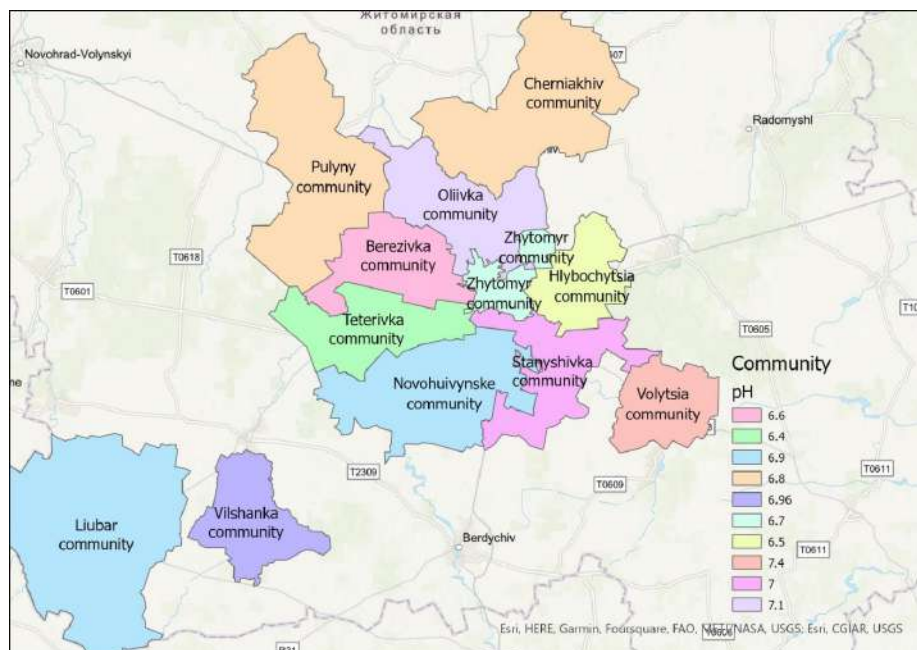 Житомирская
область
Novohrad-Volynskyi
Cherniakhiv
community
Radomyshl
Pulyny
community
Oliivka
community
T0618
Berezivka
community
Zhytomyr
community
Hlybochytsia
community
Zhytomyr
community
T0601
Teterivka
community
T0605
Stanyshivka
community
Novohuivynske
community
Volytsia
community
T2309
T0609
T0611
Liubar
community
Vilshanka
community
Berdychiv
T0611
Community
pH
6.6
6.4
6.9
6.8
6.96
6.7
6.5
7.4
7
7.1
Esri, HERE, Garmin, Foursquare, FAO, METI/NASA, USGS; Esri, CGIAR, USGS